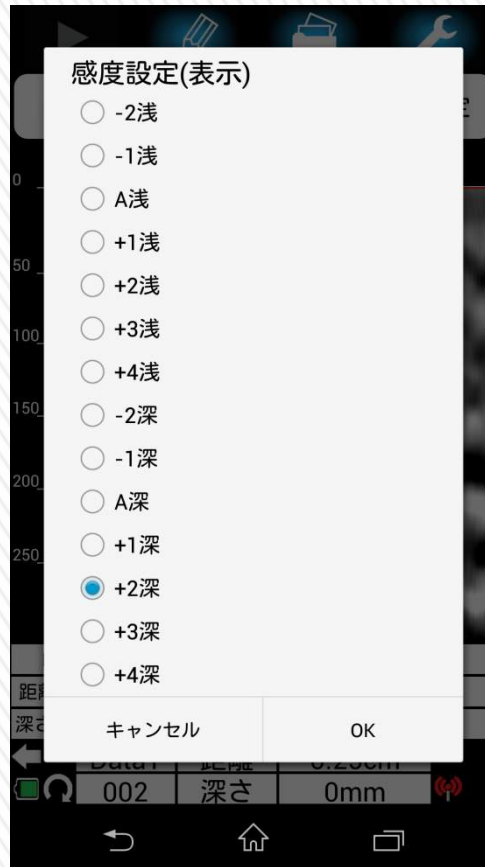 感度設定(表示)
-2浅
-1浅
A浅
+1浅
+2浅
+3浅
+4浅
-2深
-1深
A深
+1深
+2深
+3深
+4深
キャンセル OK
0
50
100
150
200
250
002 深さ 0mm